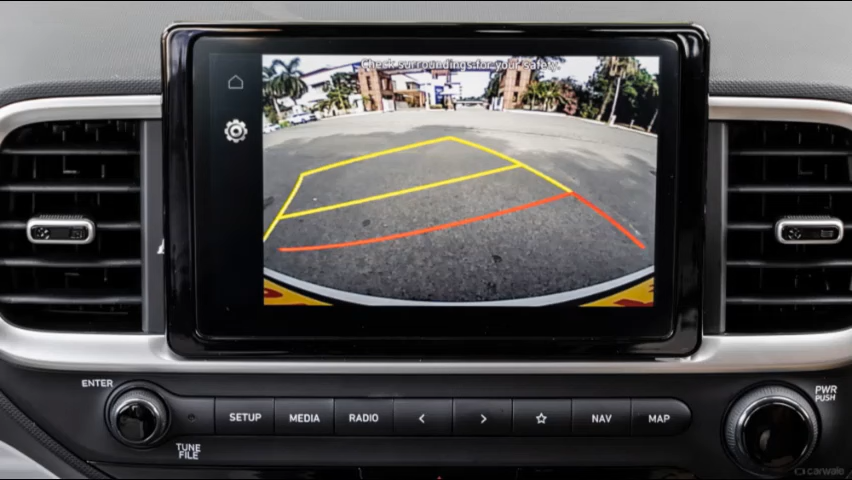 Check surroundings for your safety
ENTER
TUNE
FILE
SETUP
MEDIA
RADIO
<
>
☆
NAV
MAP
PWR
PUSH
carwale